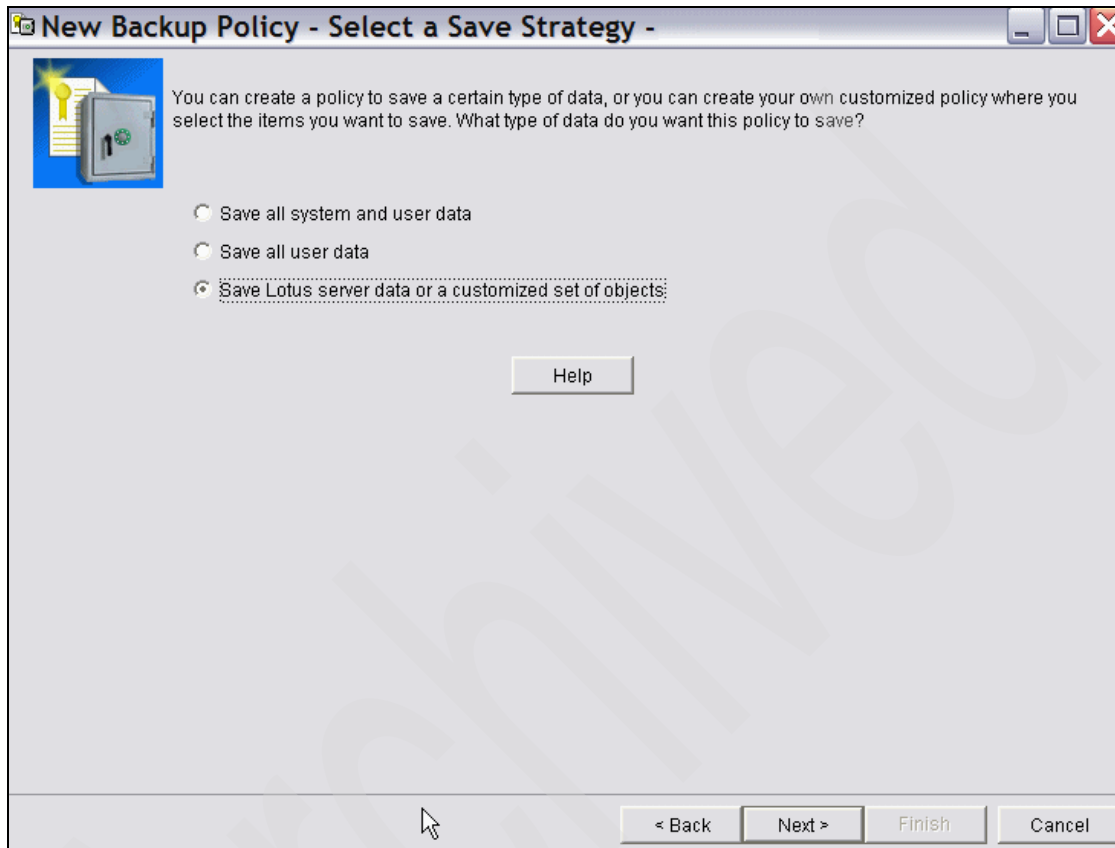 New Backup Policy - Select a Save Strategy -
You can create a policy to save a certain type of data, or you can create your own customized policy where you
select the items you want to save. What type of data do you want this policy to save?
Save all system and user data
Save all user data
Save Lotus server data or a customized set of objects
Help
< Back Next > Finish Cancel
Archived